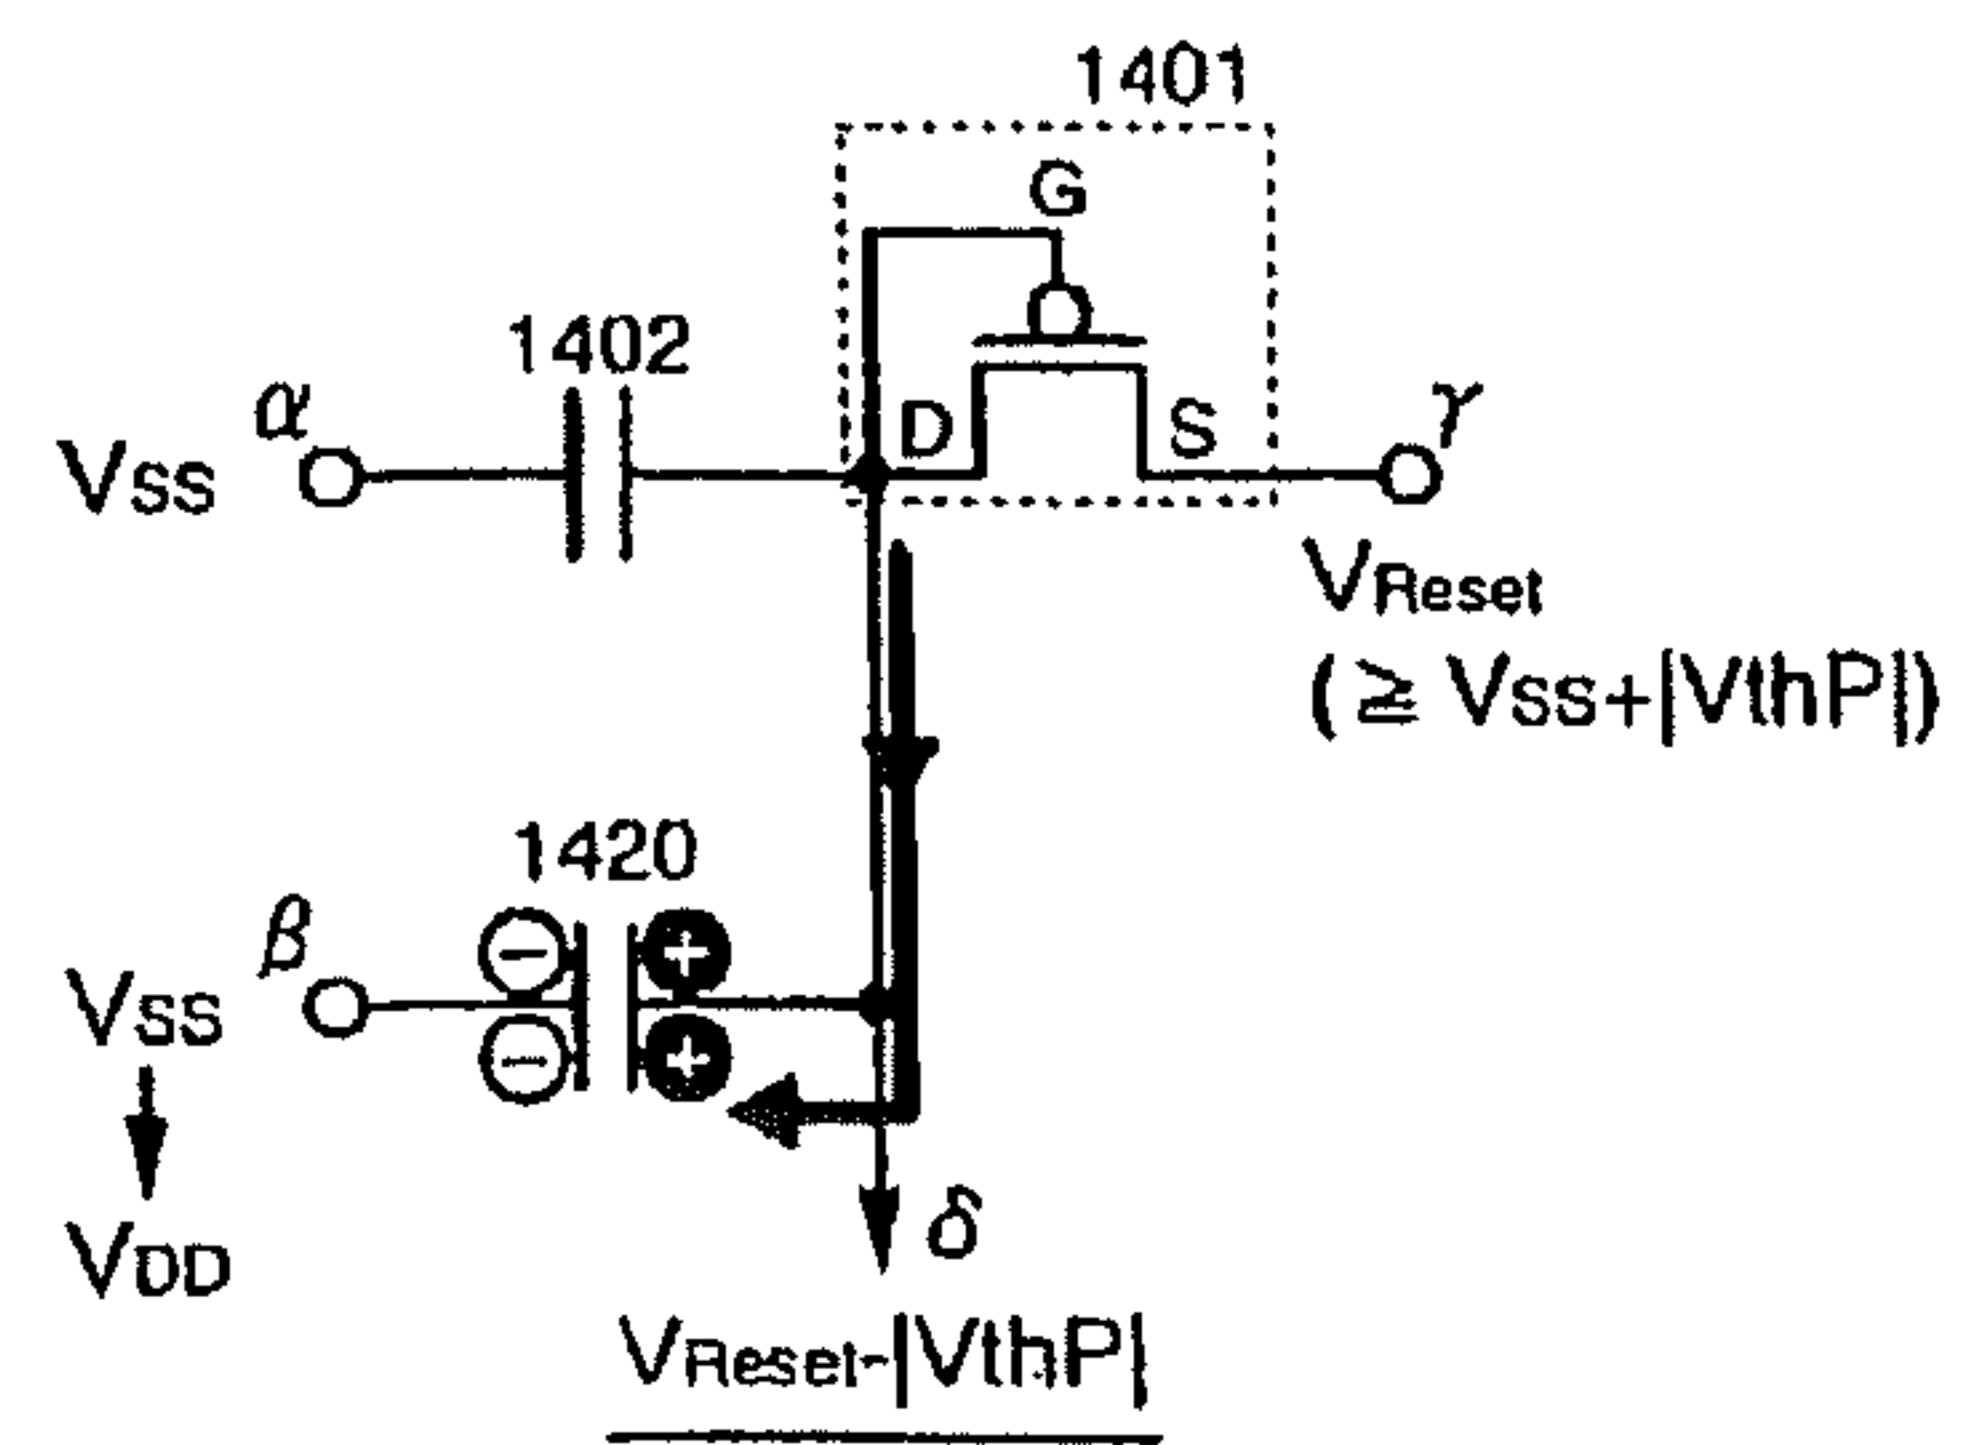 1401
G
1402
α
D
S
γ
VSS
VReset
(≧VSS+|VthP|)
1420
β
⊖
⊕
VSS
⊖
⊕
VDD
δ
VReset-|VthP|